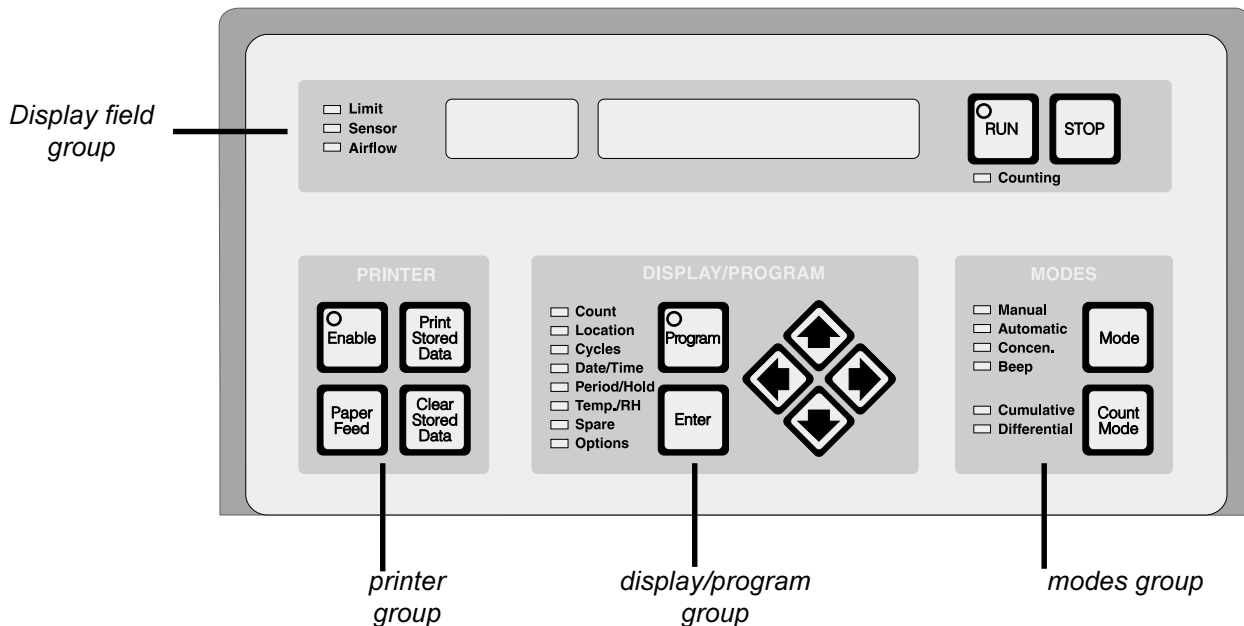 Display field
group
Limit
Sensor
Airflow
RUN
STOP
Counting
PRINTER
Enable
Print
Stored
Data
Paper
Feed
Clear
Stored
Data
DISPLAY/PROGRAM
Count
Location
Cycles
Date/Time
Period/Hold
Temp./RH
Spare
Options
Program
Enter
MODES
Manual
Automatic
Concen.
Beep
Cumulative
Differential
Mode
Count
Mode
printer
group
display/program
group
modes group